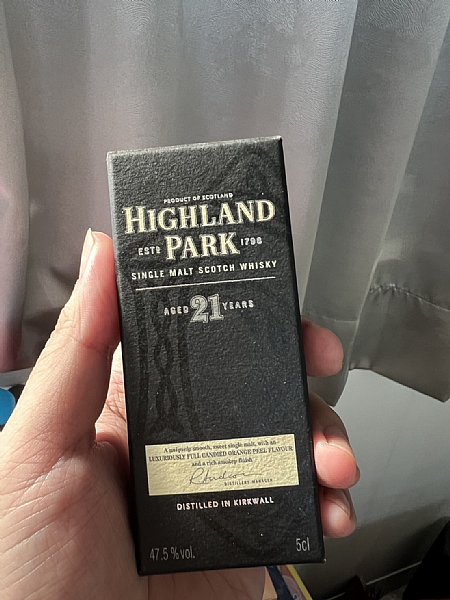 PRODUCT OF SCOTLAND
HIGHLAND
ESTD PARK 1798
SINGLE MALT SCOTCH WHISKY
AGED 21 YEARS
A uniquely smooth, sweet single malt, with an
LUXURIOUSLY FULL CANDIED ORANGE PEEL FLAVOUR
and a rich smokey finish
DISTILLERY MANAGER
DISTILLED IN KIRKWALL
47.5 %vol. 5cl